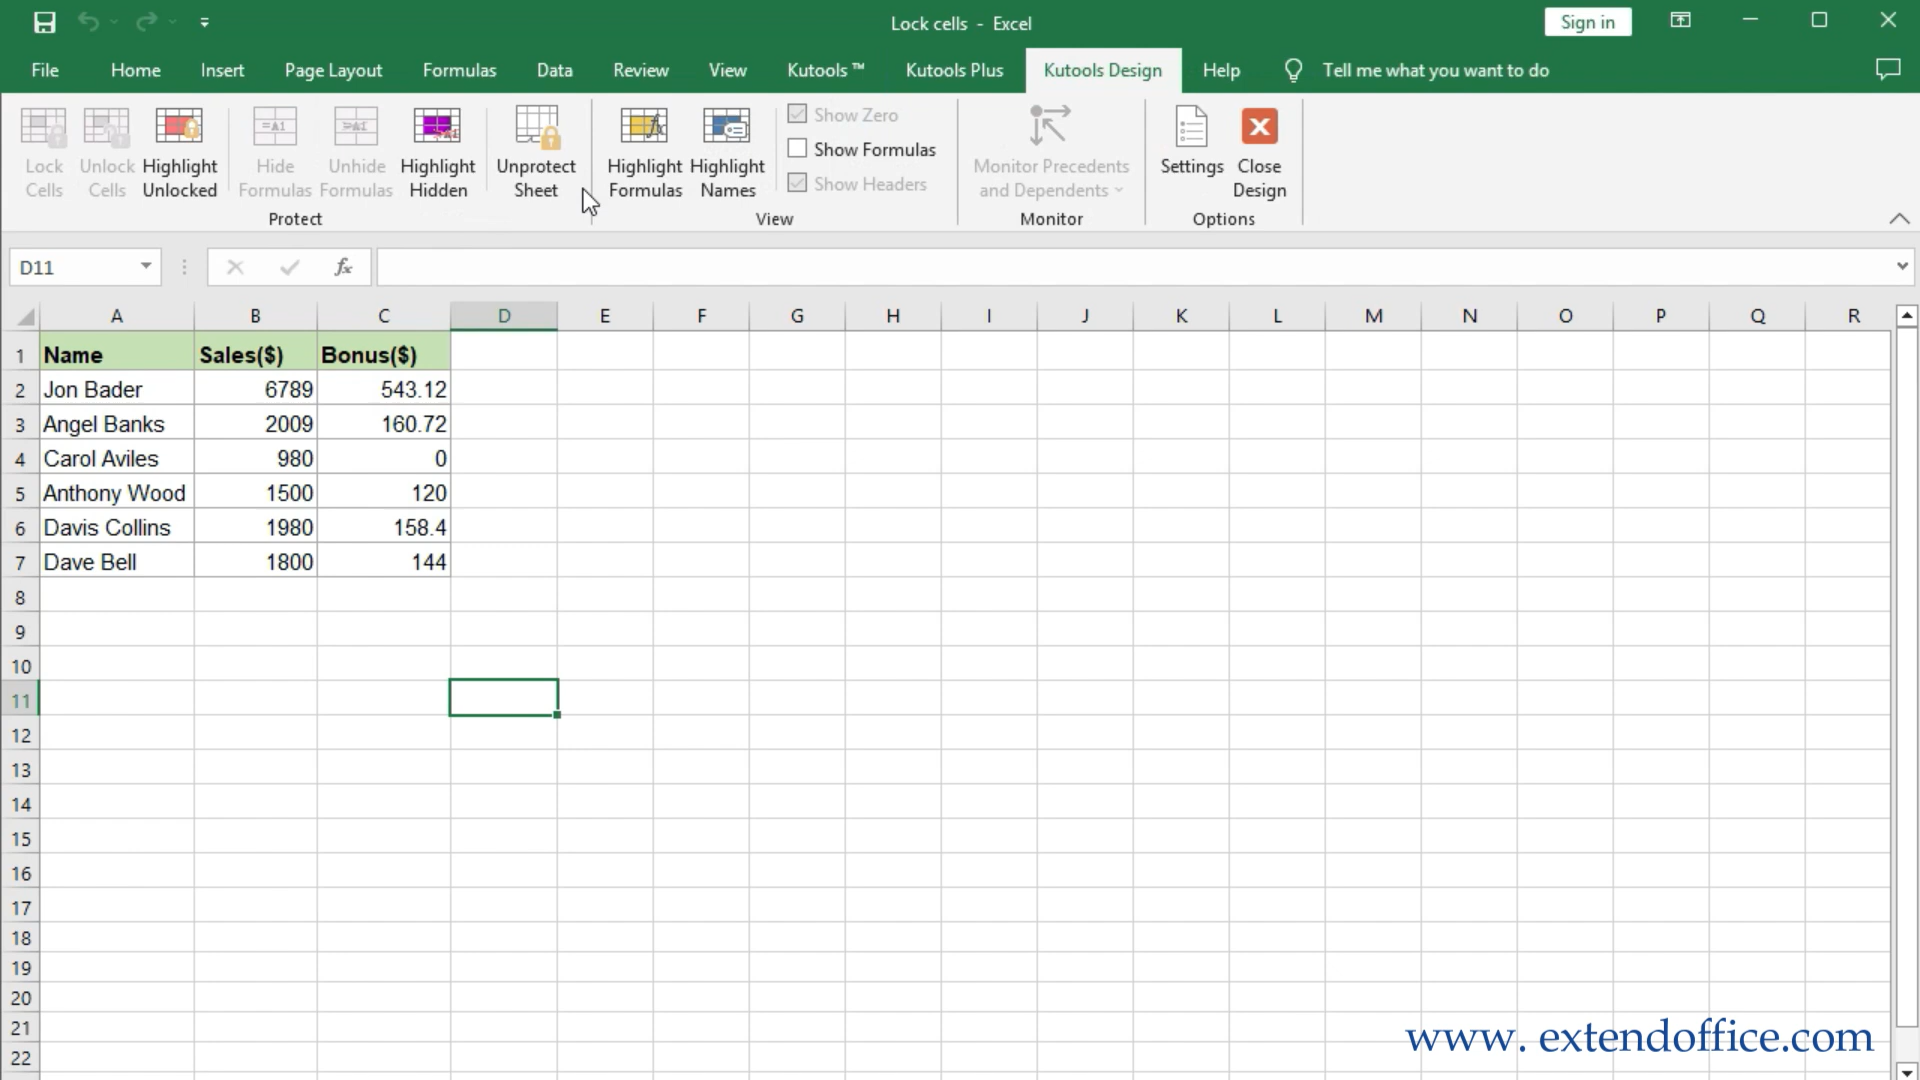 Lock cells - Excel
Sign in
File Home Insert Page Layout Formulas Data Review View Kutools™ Kutools Plus Kutools Design Help Tell me what you want to do
Lock Cells
Unlock Cells
Highlight Unlocked
Hide Formulas
Unhide Formulas
Highlight Hidden
Unprotect Sheet
Protect
Highlight Formulas
Highlight Names
Show Zero
Show Formulas
Show Headers
View
Monitor Precedents and Dependents
Monitor
Settings
Close Design
Options
D11
fx
A B C D E F G H I J K L M N O P Q R
1 Name Sales($) Bonus($)
2 Jon Bader 6789 543.12
3 Angel Banks 2009 160.72
4 Carol Aviles 980 0
5 Anthony Wood 1500 120
6 Davis Collins 1980 158.4
7 Dave Bell 1800 144
8
9
10
11
12
13
14
15
16
17
18
19
20
21
22
www. extendoffice.com